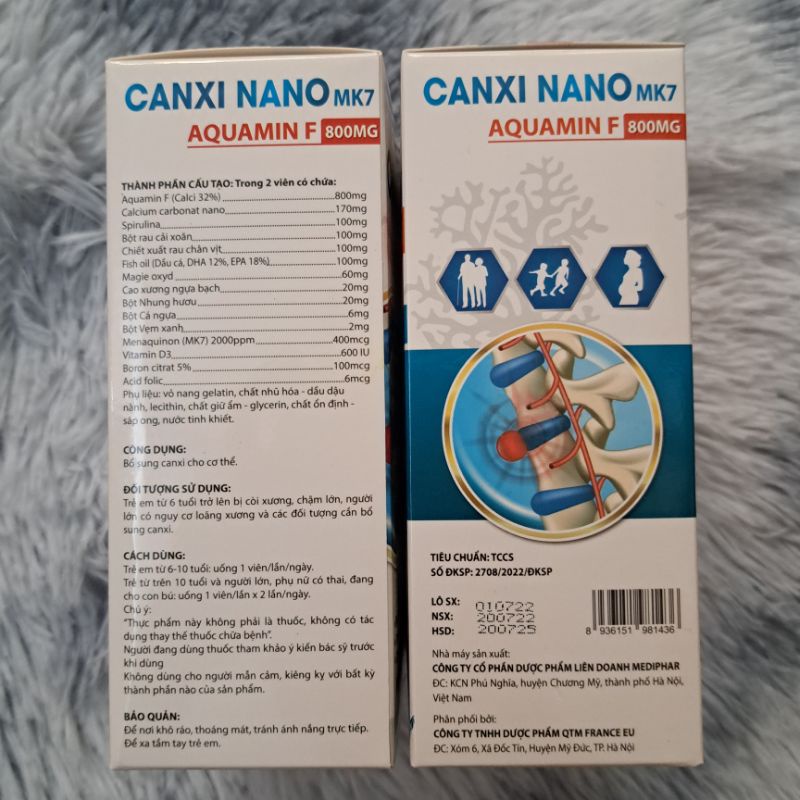 CANXI NANO MK7
AQUAMIN F 800MG
THÀNH PHẦN CẤU TẠO: Trong 2 viên có chứa:
Aquamin F (Calci 32%)..........800mg
Calcium carbonat nano..........170mg
Spirulina..........100mg
Bột rau cải xoăn..........100mg
Chiết xuất rau chân vịt..........100mg
Fish oil (Dầu cá, DHA 12%, EPA 18%)..........100mg
Magie oxyd..........60mg
Cao xương ngựa bạch..........20mg
Bột Nhung hươu..........20mg
Bột Cá ngựa..........6mg
Bột Vẹm xanh..........2mg
Menaquinon (MK7) 2000ppm..........400mcg
Vitamin D3..........600 IU
Boron citrat 5%..........100mcg
Acid folic..........6mcg
Phụ liệu: vỏ nang gelatin, chất nhũ hóa - dầu đậu
nành, lecithin, chất giữ ẩm - glycerin, chất ổn định -
sáp ong, nước tinh khiết.
CÔNG DỤNG:
Bổ sung canxi cho cơ thể.
ĐỐI TƯỢNG SỬ DỤNG:
Trẻ em từ 6 tuổi trở lên bị còi xương, chậm lớn, người
lớn có nguy cơ loãng xương và các đối tượng cần bổ
sung canxi.
CÁCH DÙNG:
Trẻ em từ 6-10 tuổi: uống 1 viên/lần/ngày.
Trẻ từ trên 10 tuổi và người lớn, phụ nữ có thai, đang
cho con bú: uống 1 viên/lần x 2 lần/ngày.
Chú ý:
"Thực phẩm này không phải là thuốc, không có tác
dụng thay thế thuốc chữa bệnh".
Người đang dùng thuốc tham khảo ý kiến bác sỹ trước
khi dùng
Không dùng cho người mẫn cảm, kiêng kỵ với bất kỳ
thành phần nào của sản phẩm.
BẢO QUẢN:
Để nơi khô ráo, thoáng mát, tránh ánh nắng trực tiếp.
Để xa tầm tay trẻ em.
CANXI NANO MK7
AQUAMIN F 800MG
TIÊU CHUẨN: TCCS
SỐ ĐKSP: 2708/2022/ĐKSP
LÔ SX: 010722
NSX: 200722
HSD: 200725
8 936151 981436
Nhà máy sản xuất:
CÔNG TY CỔ PHẦN DƯỢC PHẨM LIÊN DOANH MEDIPHAR
ĐC: KCN Phú Nghĩa, huyện Chương Mỹ, thành phố Hà Nội,
Việt Nam
Phân phối bởi:
CÔNG TY TNHH DƯỢC PHẨM QTM FRANCE EU
ĐC: Xóm 6, Xã Đốc Tín, Huyện Mỹ Đức, TP. Hà Nội